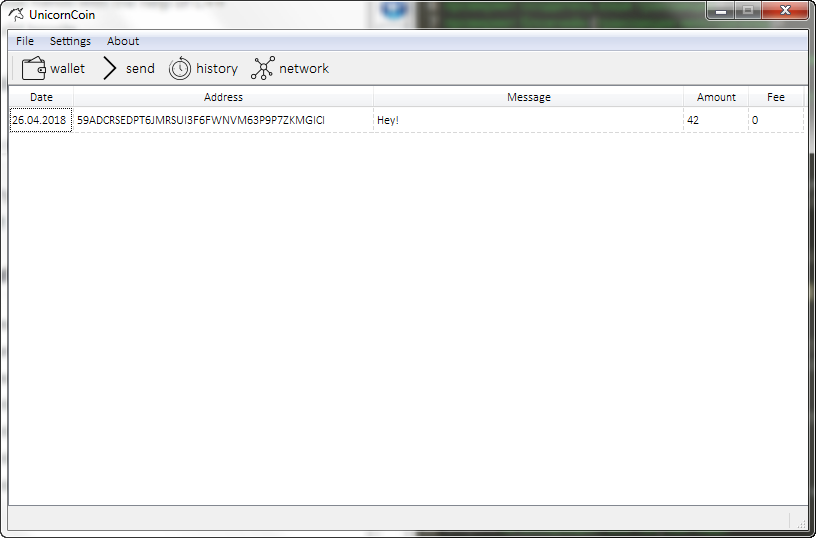 UnicornCoin
File Settings About
wallet send history network
Date Address Message Amount Fee
26.04.2018 59ADCRSEDPT6JMRSUI3F6FWNVM63P9P7ZKMGICI Hey! 42 0